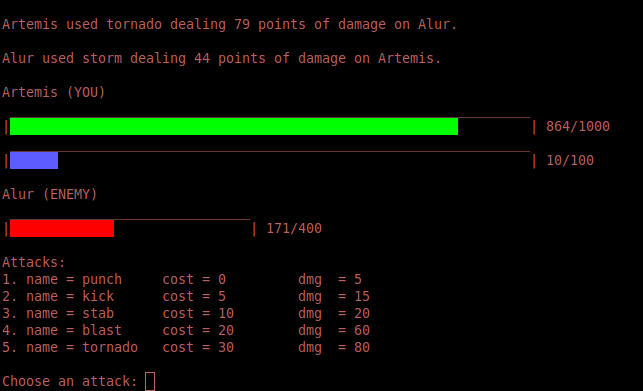 Artemis used tornado dealing 79 points of damage on Alur.
Alur used storm dealing 44 points of damage on Artemis.
Artemis (YOU)
| | 864/1000
| | 10/100
Alur (ENEMY)
| | 171/400
Attacks:
1. name = punch cost = 0 dmg = 5
2. name = kick cost = 5 dmg = 15
3. name = stab cost = 10 dmg = 20
4. name = blast cost = 20 dmg = 60
5. name = tornado cost = 30 dmg = 80
Choose an attack: